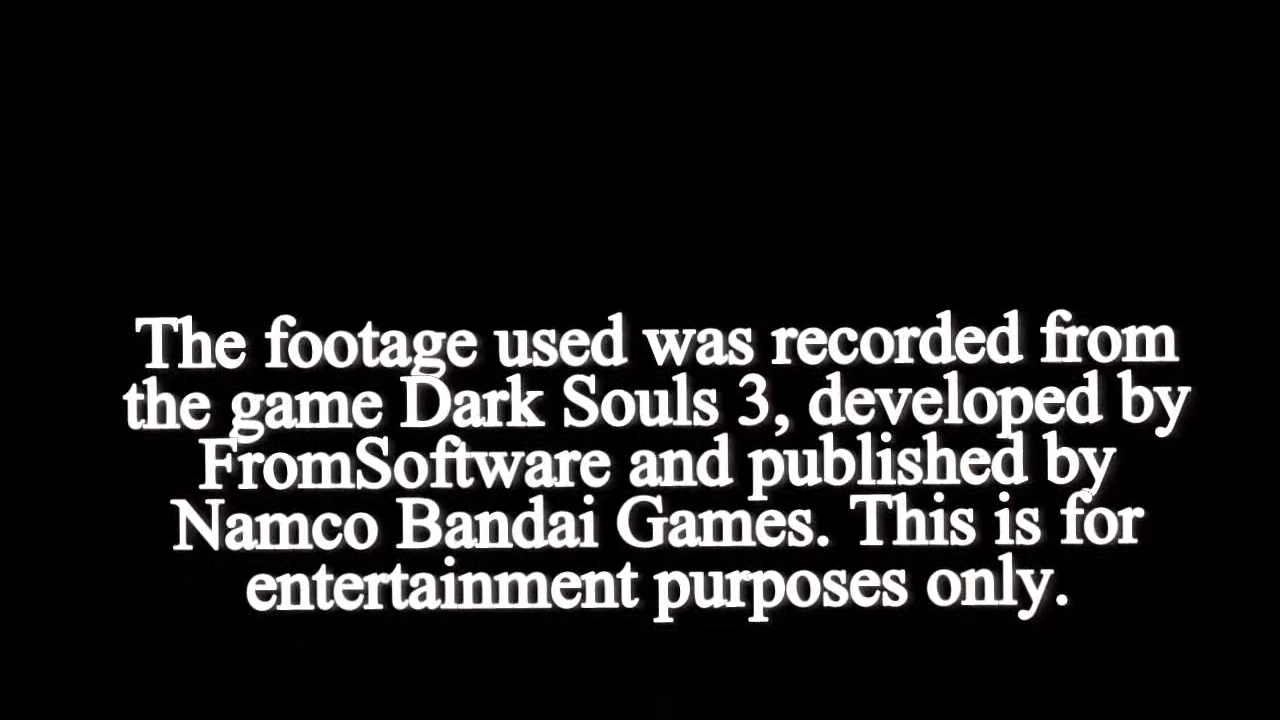 The footage used was recorded from
the game Dark Souls 3, developed by
FromSoftware and published by
Namco Bandai Games. This is for
entertainment purposes only.